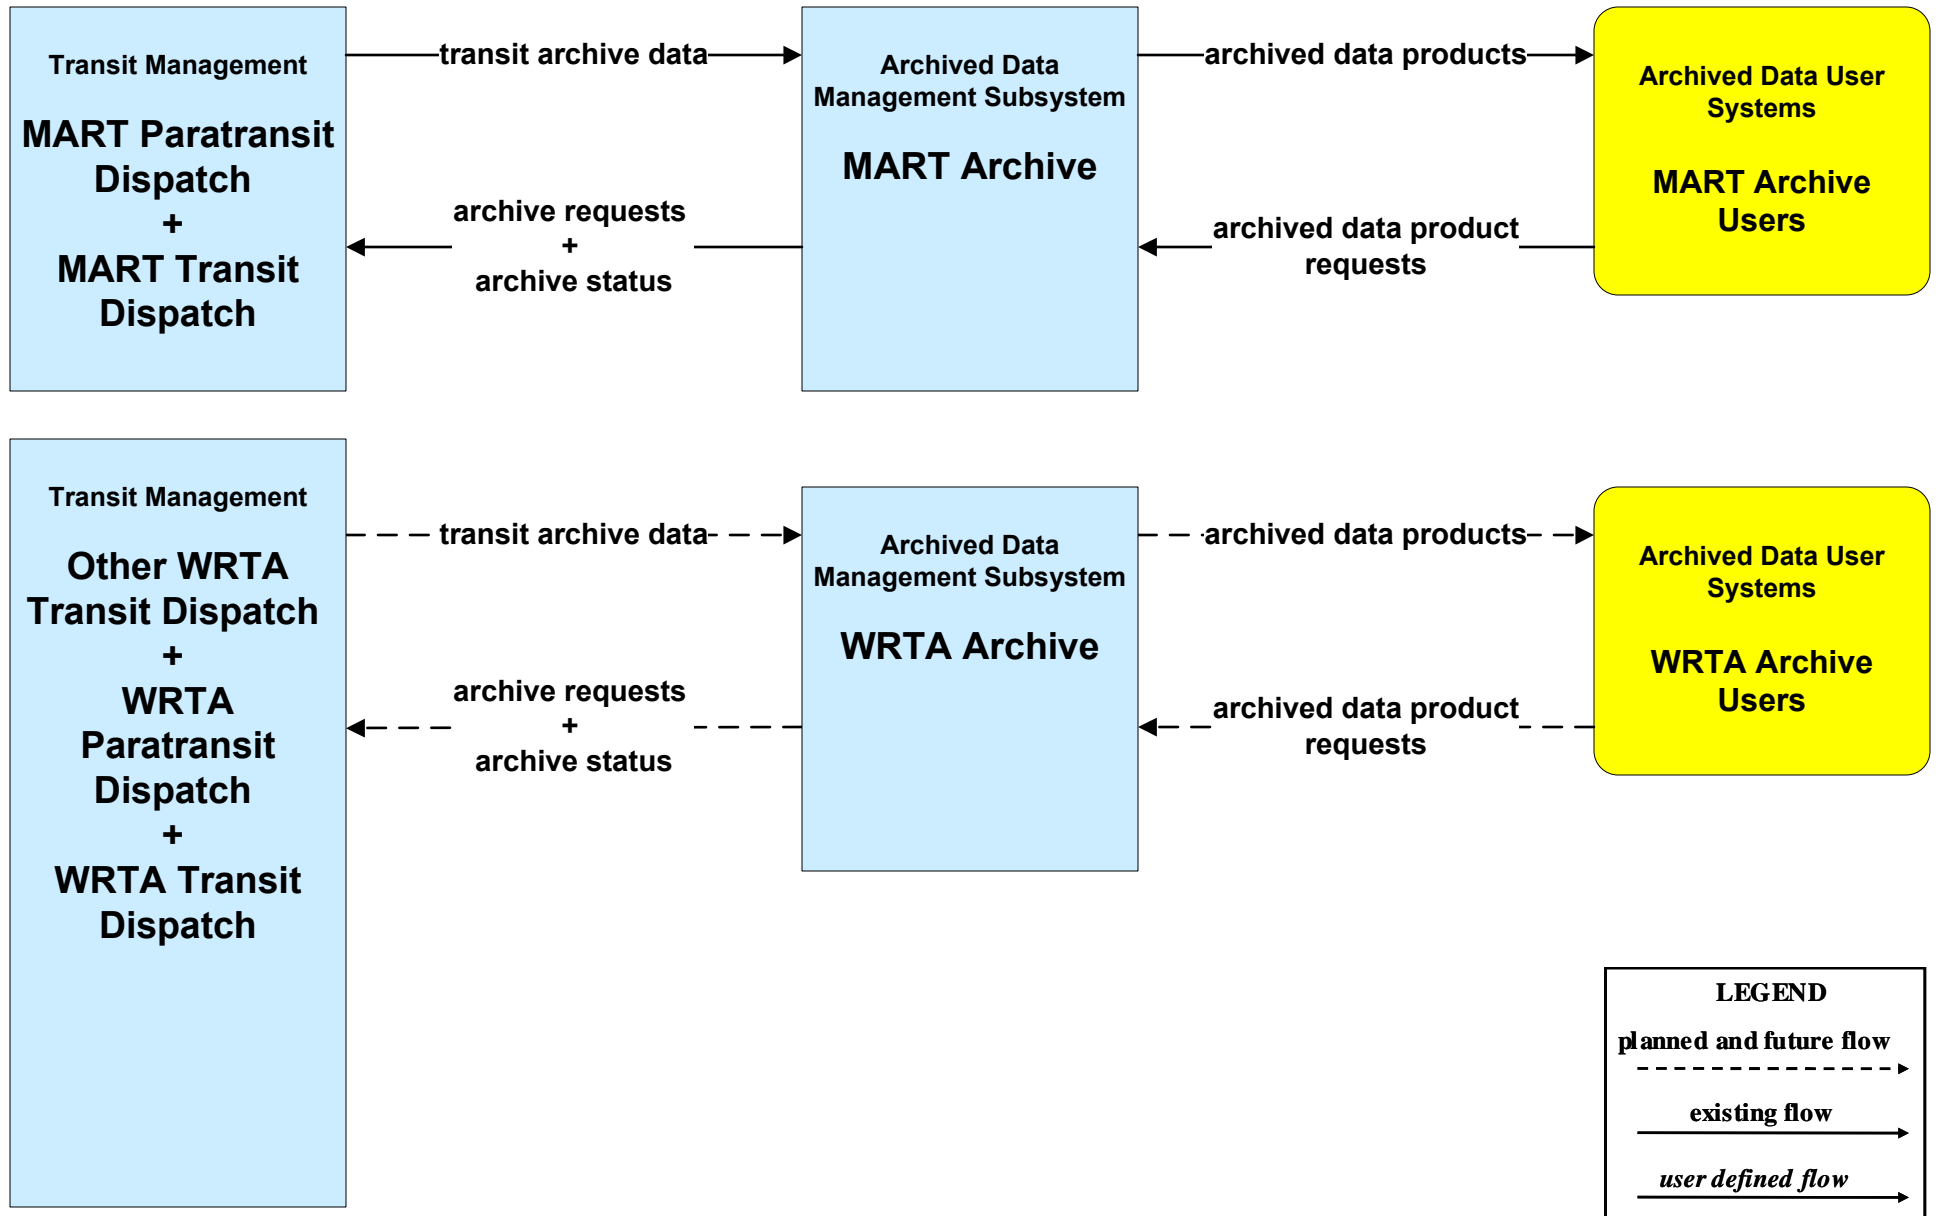 Transit Management
MART Paratransit
Dispatch
+
MART Transit
Dispatch
transit archive data
archive requests
+
archive status
Archived Data
Management Subsystem
MART Archive
archived data products
archived data product
requests
Archived Data User
Systems
MART Archive
Users
Transit Management
Other WRTA
Transit Dispatch
+
WRTA
Paratransit
Dispatch
+
WRTA Transit
Dispatch
transit archive data
archive requests
+
archive status
Archived Data
Management Subsystem
WRTA Archive
archived data products
archived data product
requests
Archived Data User
Systems
WRTA Archive
Users
LEGEND
planned and future flow
existing flow
user defined flow